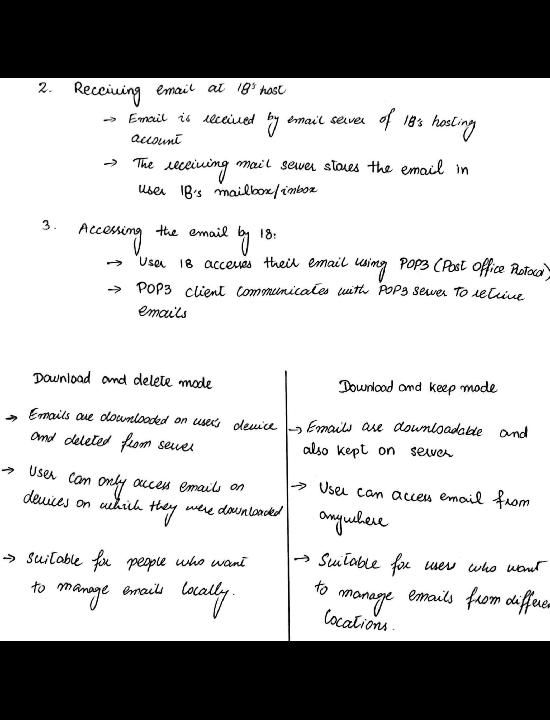 2. Receiving email at 1B's host
→ Email is received by email server of 1B's hosting
account
→ The receiving mail server stores the email in
user 1B's mailbox/inbox
3. Accessing the email by 1B:
→ User 1B accesses their email using POP3 (Post Office Protocol)
→ POP3 client communicates with POP3 server to retrive
emails
Download and delete mode
→ Emails are downloaded on user's device
and deleted from server
→ User can only access emails on
devices on which they were downloaded
→ Suitable for people who want
to manage emails locally.
Download and keep mode
→ Emails are downloadable and
also kept on server
→ User can access email from
anywhere
→ Suitable for users who want
to manage emails from differen
locations.